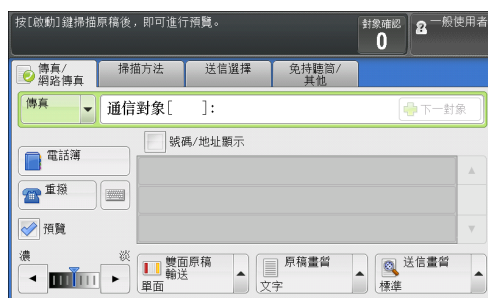 按[啟動]鍵掃描原稿後，即可進行預覽。
對象確認
0
一般使用者
傳真/
網路傳真
掃描方法
送信選擇
免持聽筒/
其他
傳真
通信對象[ ]:
下一對象
號碼/地址顯示
電話簿
重撥
預覽
濃
淡
雙面原稿
輸送
單面
原稿畫質
文字
送信畫質
標準